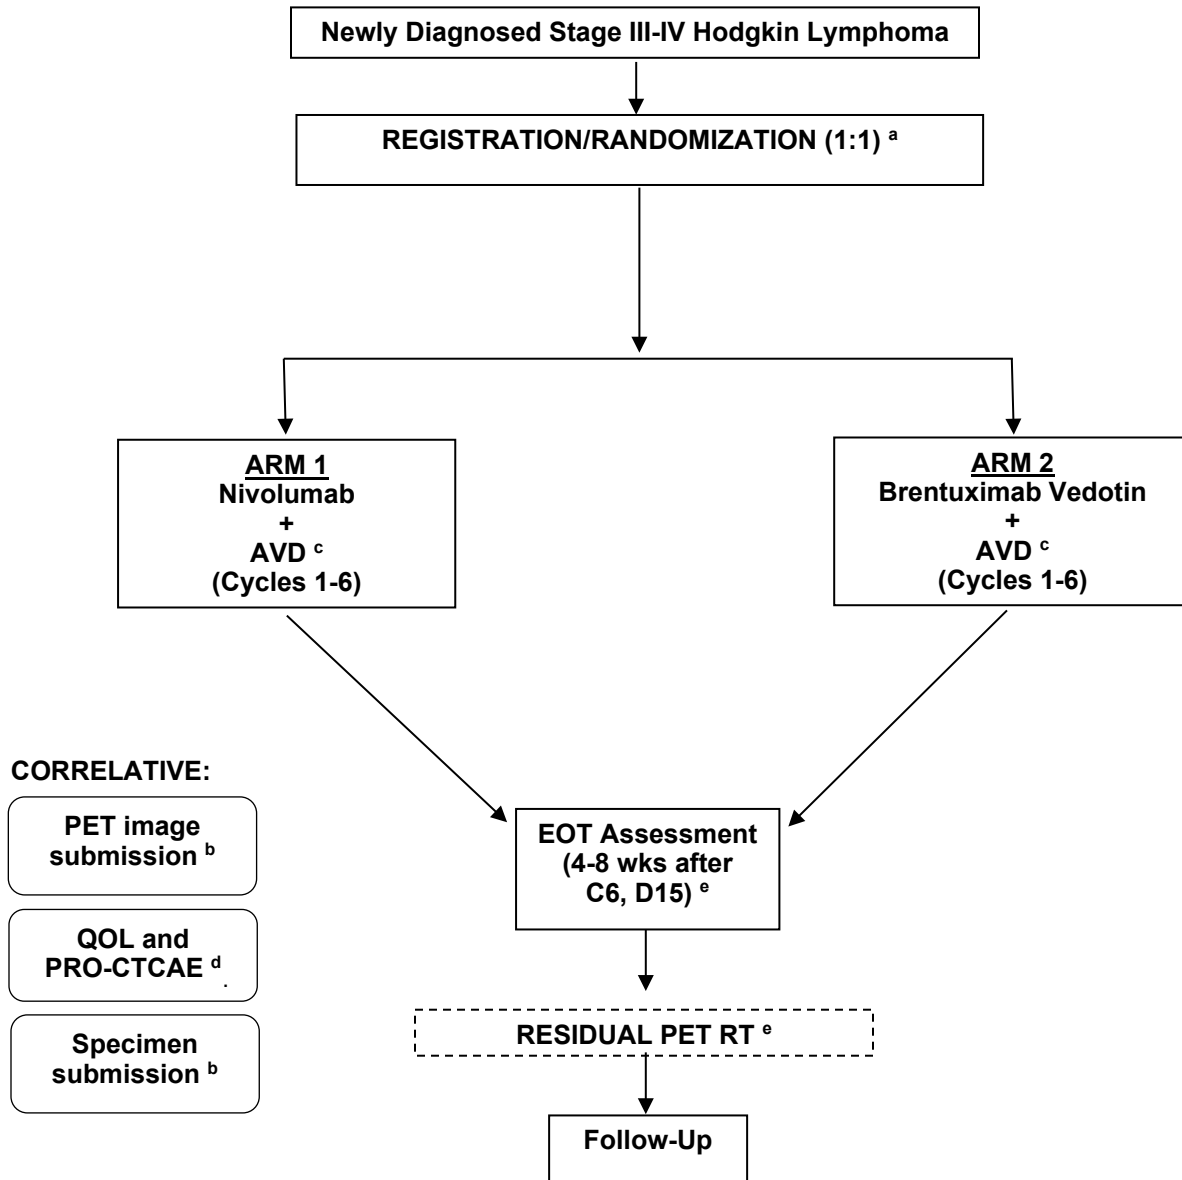 Newly Diagnosed Stage III-IV Hodgkin Lymphoma
REGISTRATION/RANDOMIZATION (1:1) a
ARM 1
Nivolumab
+
AVD c
(Cycles 1-6)
ARM 2
Brentuximab Vedotin
+
AVD c
(Cycles 1-6)
CORRELATIVE:
PET image
submission b
QOL and
PRO-CTCAE d .
Specimen
submission b
EOT Assessment
(4-8 wks after
C6, D15) e
RESIDUAL PET RT e
Follow-Up